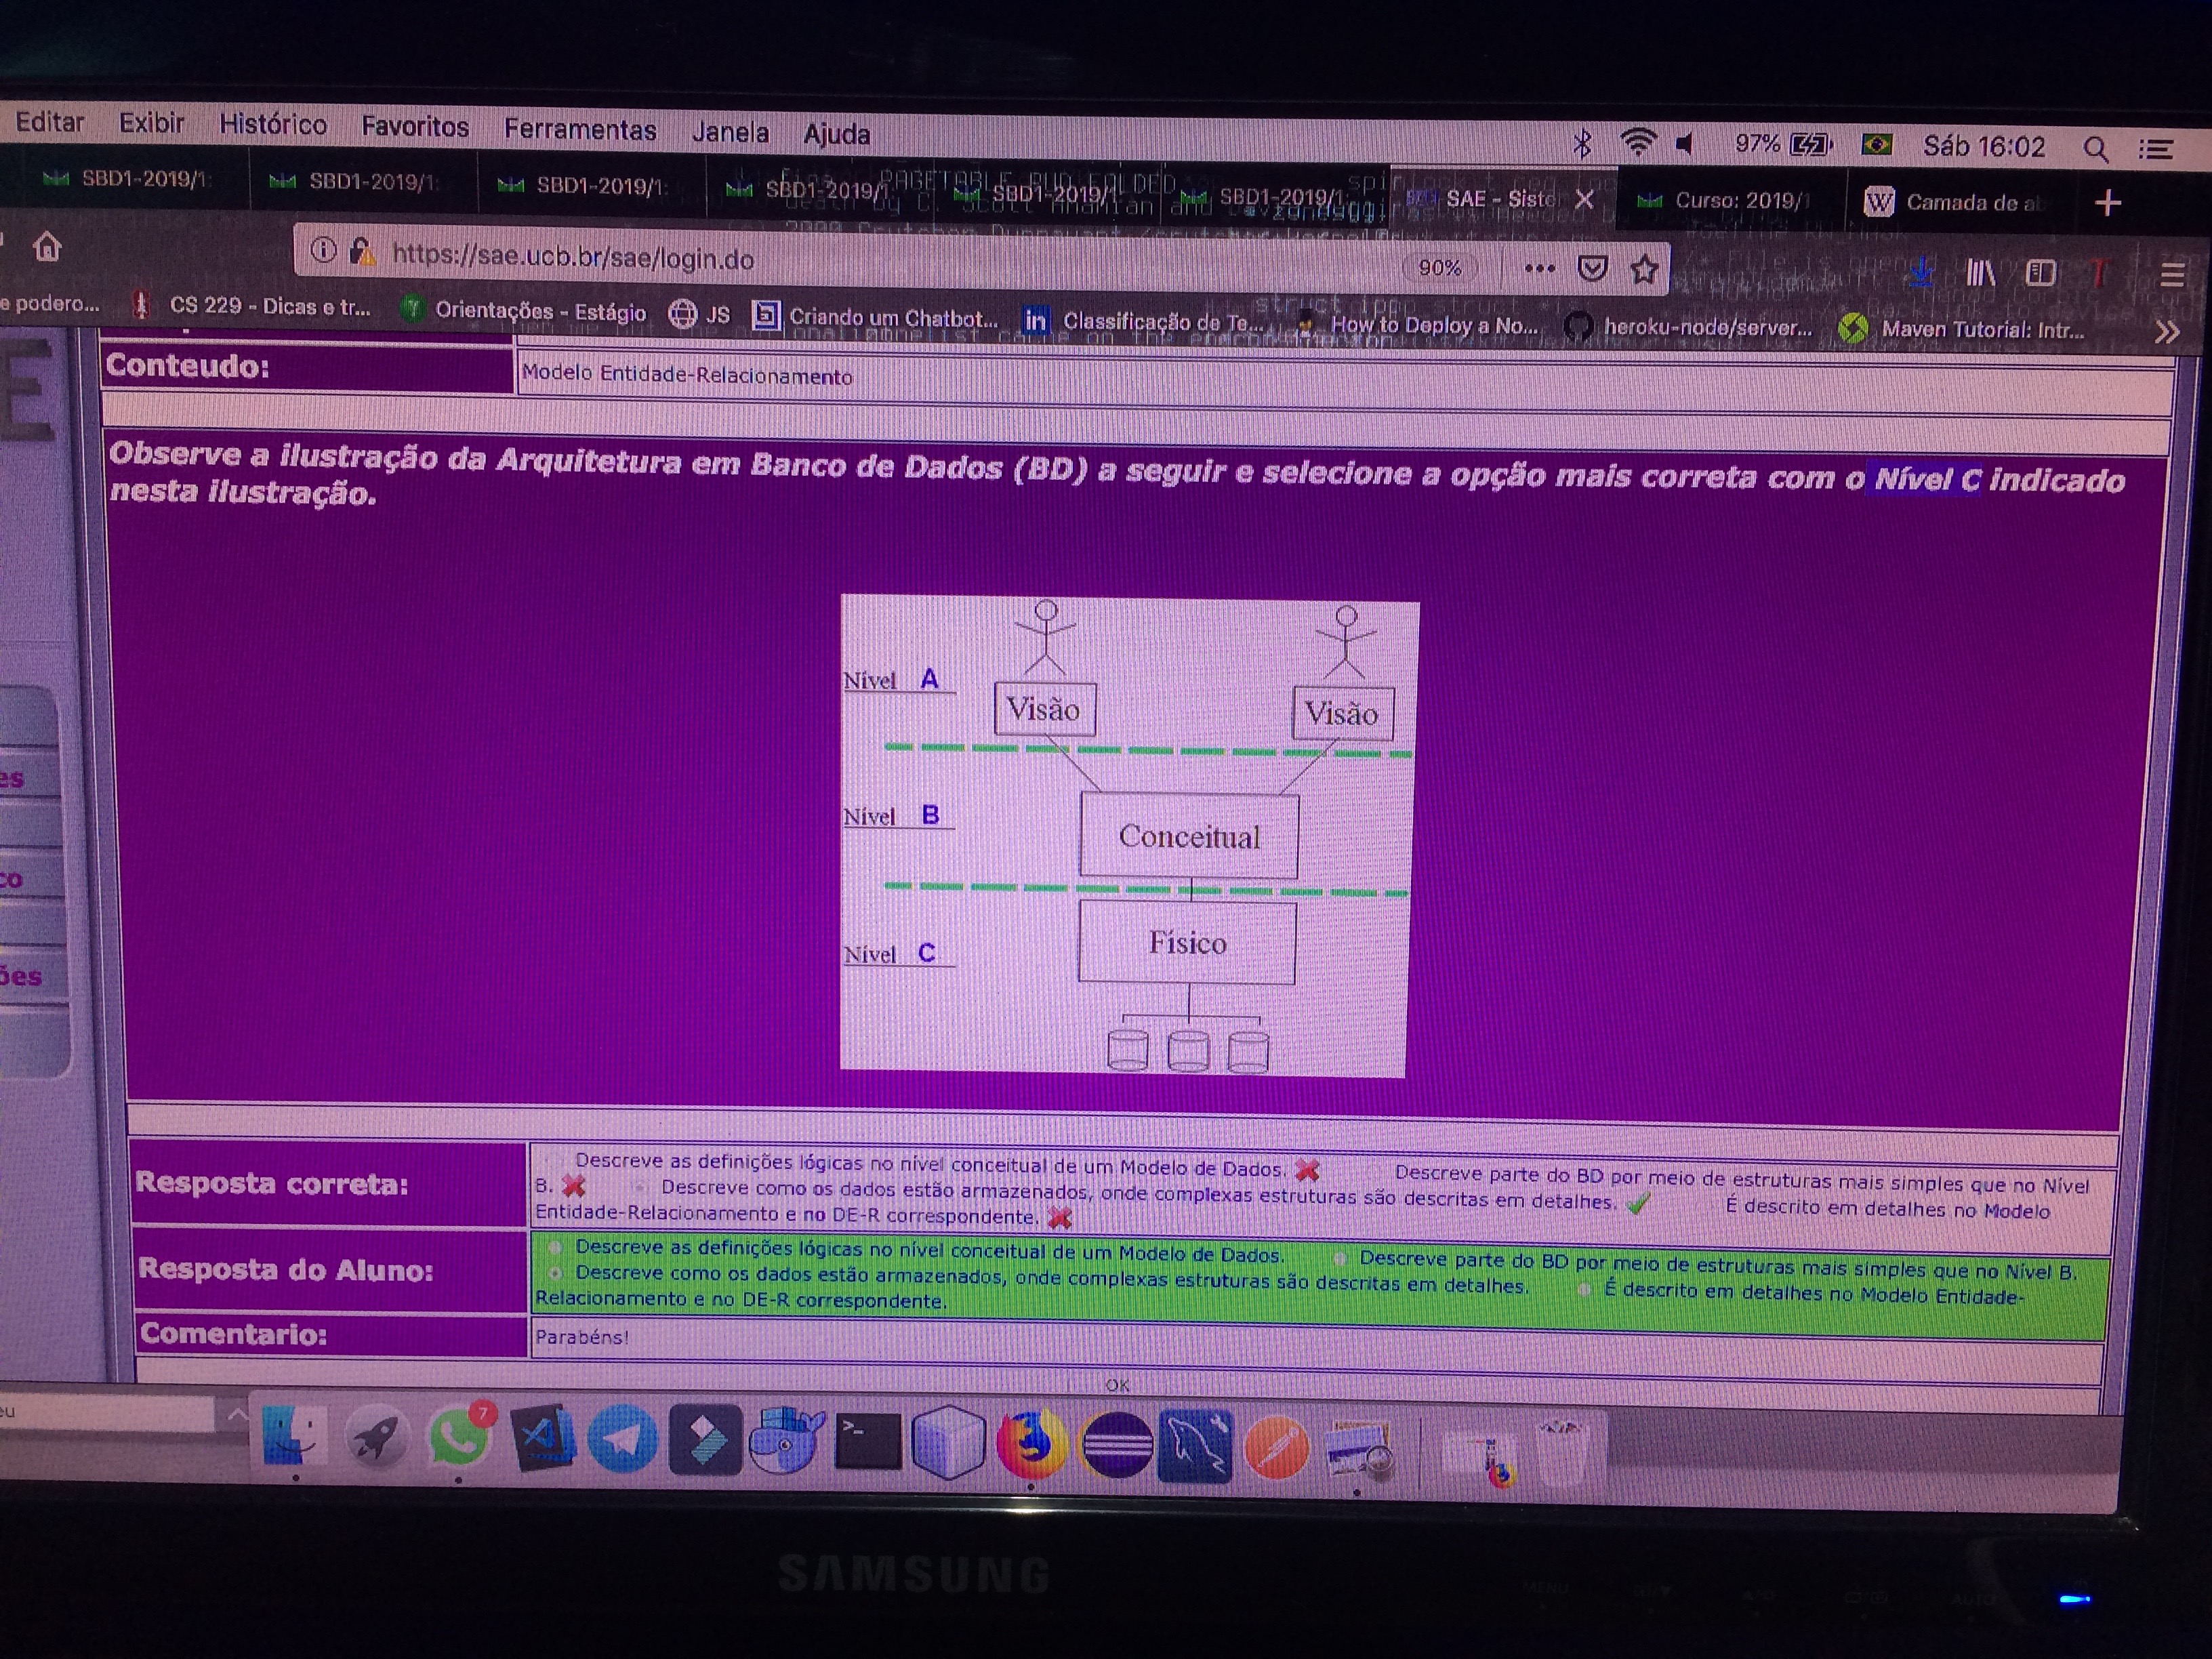 Editar Exibir Histórico Favoritos Ferramentas Janela Ajuda 97% Sáb 16:02
SBD1-2019/1: SBD1-2019/1: SBD1-2019/1: SBD1-2019/1: SBD1-2019/1: SBD1-2019/1: SAE - Siste Curso: 2019/1 W Camada de a
https://sae.ucb.br/sae/login.do 90%
e podero... CS 229 - Dicas e tr... Orientações - Estágio JS Criando um Chatbot... in Classificação de Te... How to Deploy a No... heroku-node/server... Maven Tutorial: Intr...
Conteudo: Modelo Entidade-Relacionamento
Observe a ilustração da Arquitetura em Banco de Dados (BD) a seguir e selecione a opção mais correta com o Nível C indicado
nesta ilustração.
Nível A
Visão Visão
Nível B
Conceitual
Físico
Nível C
es
co
ões
Resposta correta:
Descreve as definições lógicas no nível conceitual de um Modelo de Dados. Descreve parte do BD por meio de estruturas mais simples que no Nível
B. Descreve como os dados estão armazenados, onde complexas estruturas são descritas em detalhes. É descrito em detalhes no Modelo
Entidade-Relacionamento e no DE-R correspondente.
Resposta do Aluno:
Descreve as definições lógicas no nível conceitual de um Modelo de Dados. Descreve parte do BD por meio de estruturas mais simples que no Nível B.
Descreve como os dados estão armazenados, onde complexas estruturas são descritas em detalhes. É descrito em detalhes no Modelo Entidade-
Relacionamento e no DE-R correspondente.
Comentario: Parabéns!
OK
eu
7
SAMSUNG
MENU
AUTO